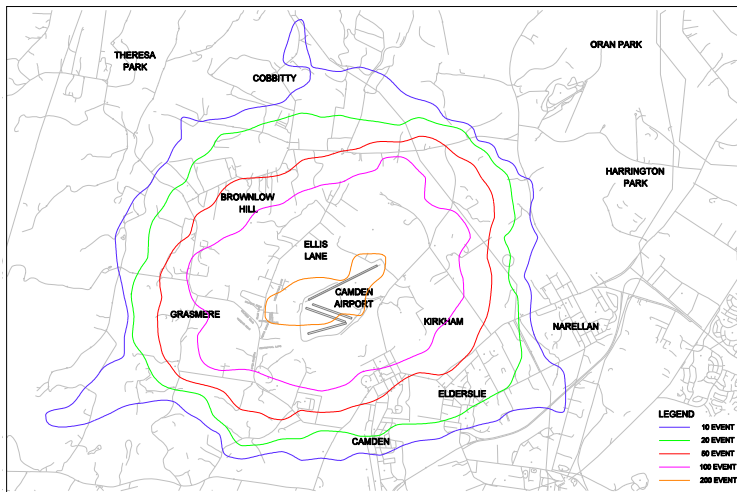 THERESA
PARK
COBBITTY
ORAN PARK
HARRINGTON
PARK
BROWNLOW
HILL
ELLIS
LANE
CAMDEN
AIRPORT
GRASMERE
KIRKHAM
NARELLAN
ELDERSLIE
CAMDEN
LEGEND
10 EVENT
20 EVENT
50 EVENT
100 EVENT
200 EVENT